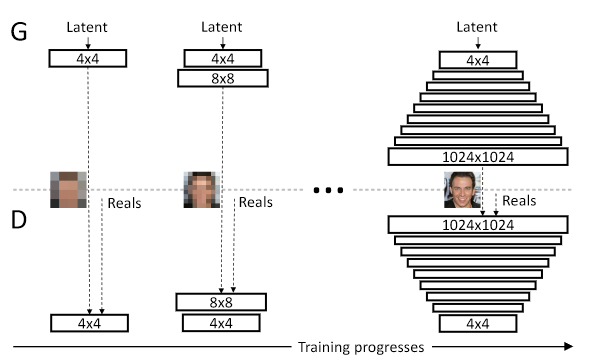 G
Latent
Latent
Latent
4x4
4x4
4x4
8x8
1024x1024
Reals
Reals
Reals
D
1024x1024
8x8
4x4
4x4
4x4
Training progresses